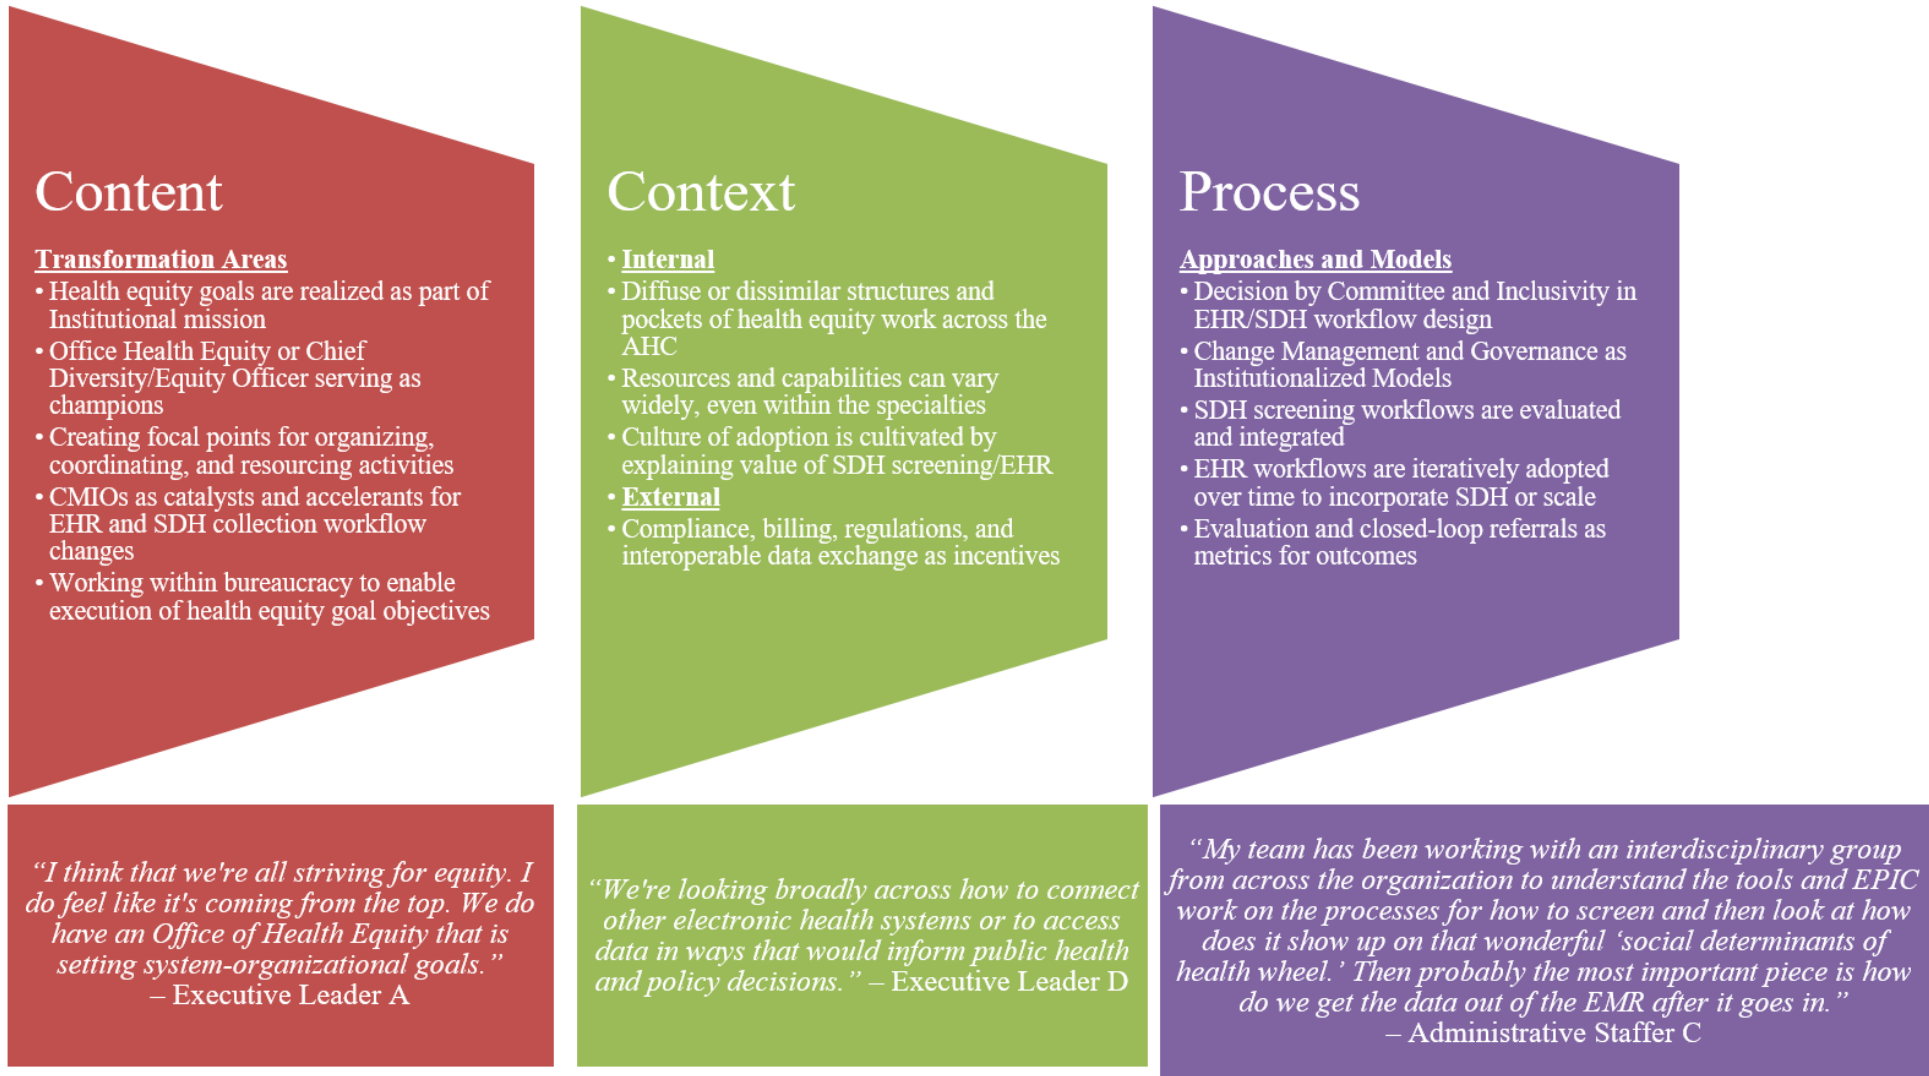 Content
Transformation Areas
• Health equity goals are realized as part of
Institutional mission
• Office Health Equity or Chief
Diversity/Equity Officer serving as
champions
• Creating focal points for organizing,
coordinating, and resourcing activities
• CMIOs as catalysts and accelerants for
EHR and SDH collection workflow
changes
• Working within bureaucracy to enable
execution of health equity goal objectives
“I think that we're all striving for equity. I
do feel like it's coming from the top. We do
have an Office of Health Equity that is
setting system-organizational goals.”
– Executive Leader A
Context
• Internal
• Diffuse or dissimilar structures and
pockets of health equity work across the
AHC
• Resources and capabilities can vary
widely, even within the specialties
• Culture of adoption is cultivated by
explaining value of SDH screening/EHR
• External
• Compliance, billing, regulations, and
interoperable data exchange as incentives
“We're looking broadly across how to connect
other electronic health systems or to access
data in ways that would inform public health
and policy decisions.” – Executive Leader D
Process
Approaches and Models
• Decision by Committee and Inclusivity in
EHR/SDH workflow design
• Change Management and Governance as
Institutionalized Models
• SDH screening workflows are evaluated
and integrated
• EHR workflows are iteratively adopted
over time to incorporate SDH or scale
• Evaluation and closed-loop referrals as
metrics for outcomes
“My team has been working with an interdisciplinary group
from across the organization to understand the tools and EPIC
work on the processes for how to screen and then look at how
does it show up on that wonderful ‘social determinants of
health wheel.’ Then probably the most important piece is how
do we get the data out of the EMR after it goes in.”
– Administrative Staffer C